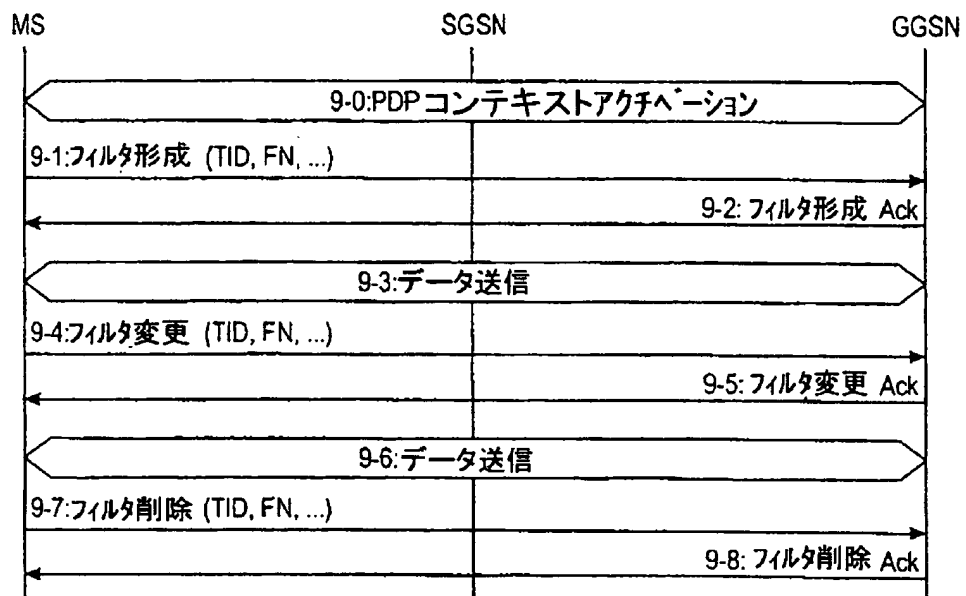 MS SGSN GGSN
9-0:PDPコンテキストアクチベーション
9-1:フィルタ形成 (TID, FN, ...)
9-2: フィルタ形成 Ack
9-3:データ送信
9-4:フィルタ変更 (TID, FN, ...)
9-5: フィルタ変更 Ack
9-6:データ送信
9-7:フィルタ削除 (TID, FN, ...)
9-8: フィルタ削除 Ack